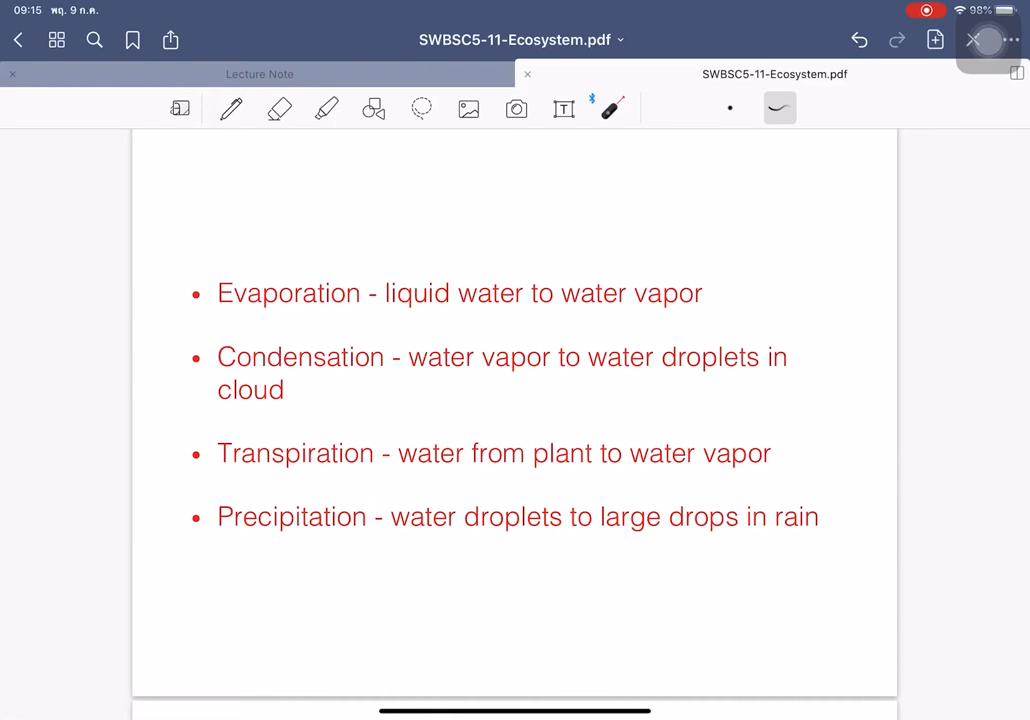 09:15 พฤ. 9 ก.ค. 98%
SWBSC5-11-Ecosystem.pdf
Lecture Note SWBSC5-11-Ecosystem.pdf
T
• Evaporation - liquid water to water vapor
• Condensation - water vapor to water droplets in
cloud
• Transpiration - water from plant to water vapor
• Precipitation - water droplets to large drops in rain